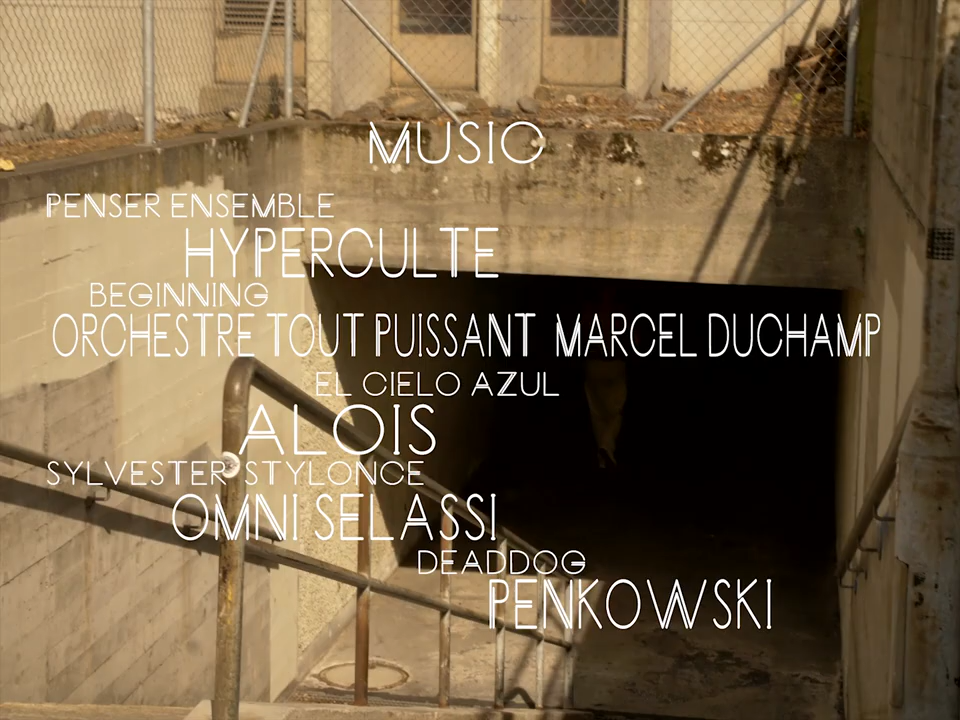 MUSIC
PENSER ENSEMBLE
HYPERCULTE
BEGINNING
ORCHESTRE TOUT PUISSANT MARCEL DUCHAMP
EL CIELO AZUL
ALOIS
SYLVESTER STYLONCE
OMNI SELASSI
DEADDOG
PENKOWSKI